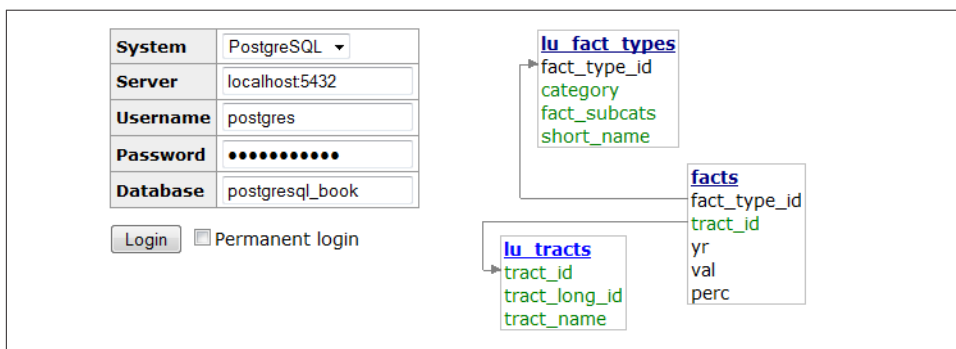 System PostgreSQL
Server localhost:5432
Username postgres
Password •••••••••••
Database postgresql_book
Login Permanent login
lu_fact_types
fact_type_id
category
fact_subcats
short_name
facts
fact_type_id
tract_id
yr
val
perc
lu_tracts
tract_id
tract_long_id
tract_name